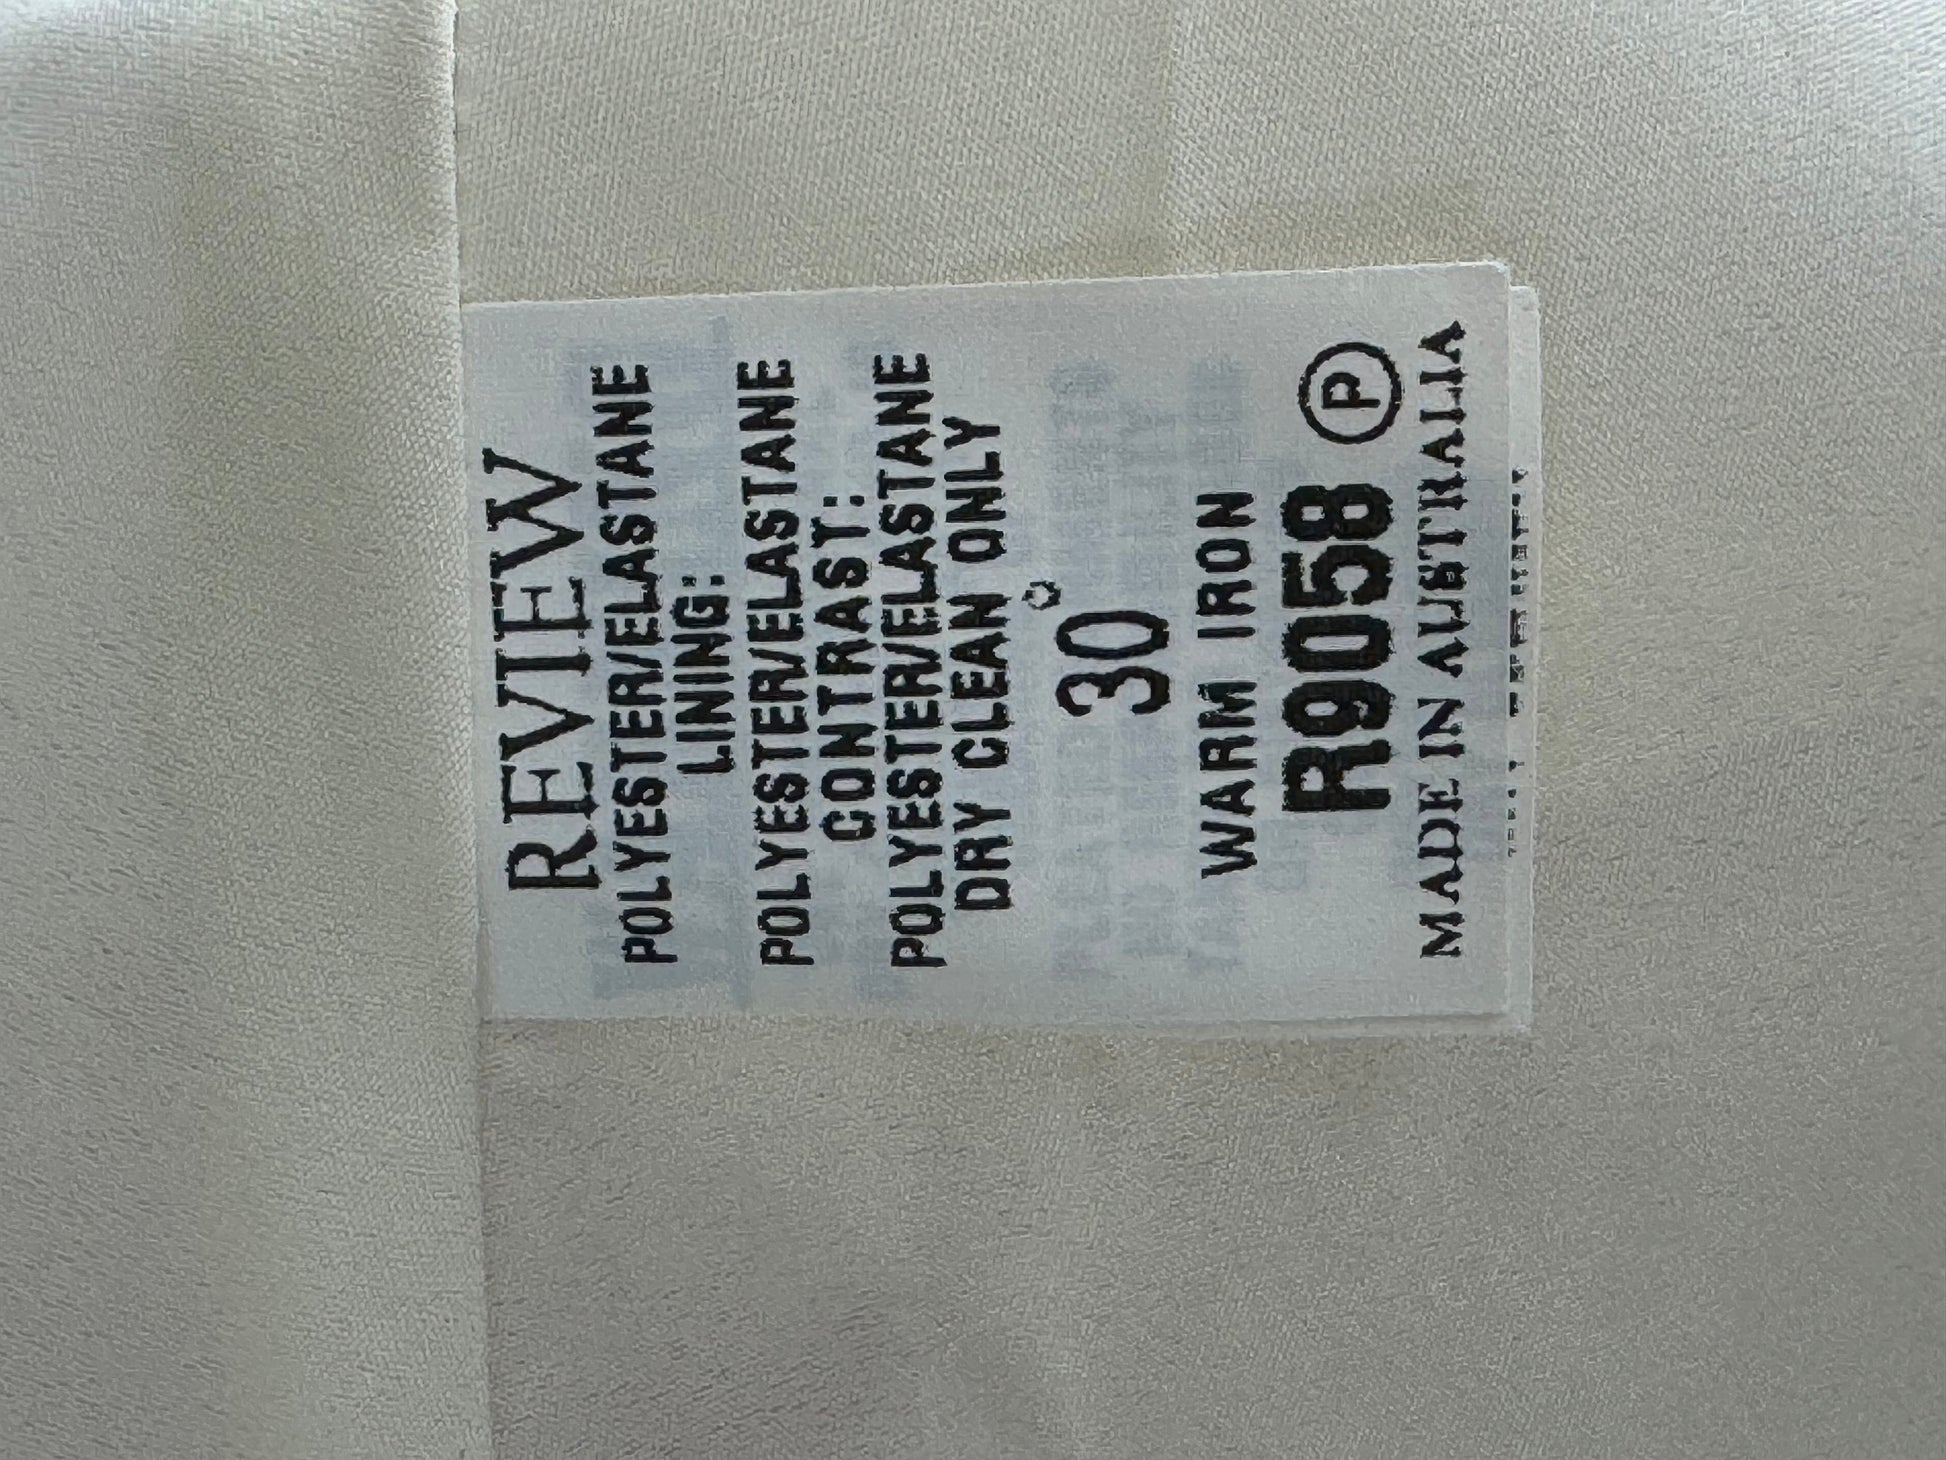 REVIEW
POLYESTER/ELASTANE
LINING:
POLYESTER/ELASTANE
CONTRAST:
POLYESTER/ELASTANE
DRY CLEAN ONLY
30°
WARM IRON
R9058 Ⓟ
MADE IN AUSTRALIA